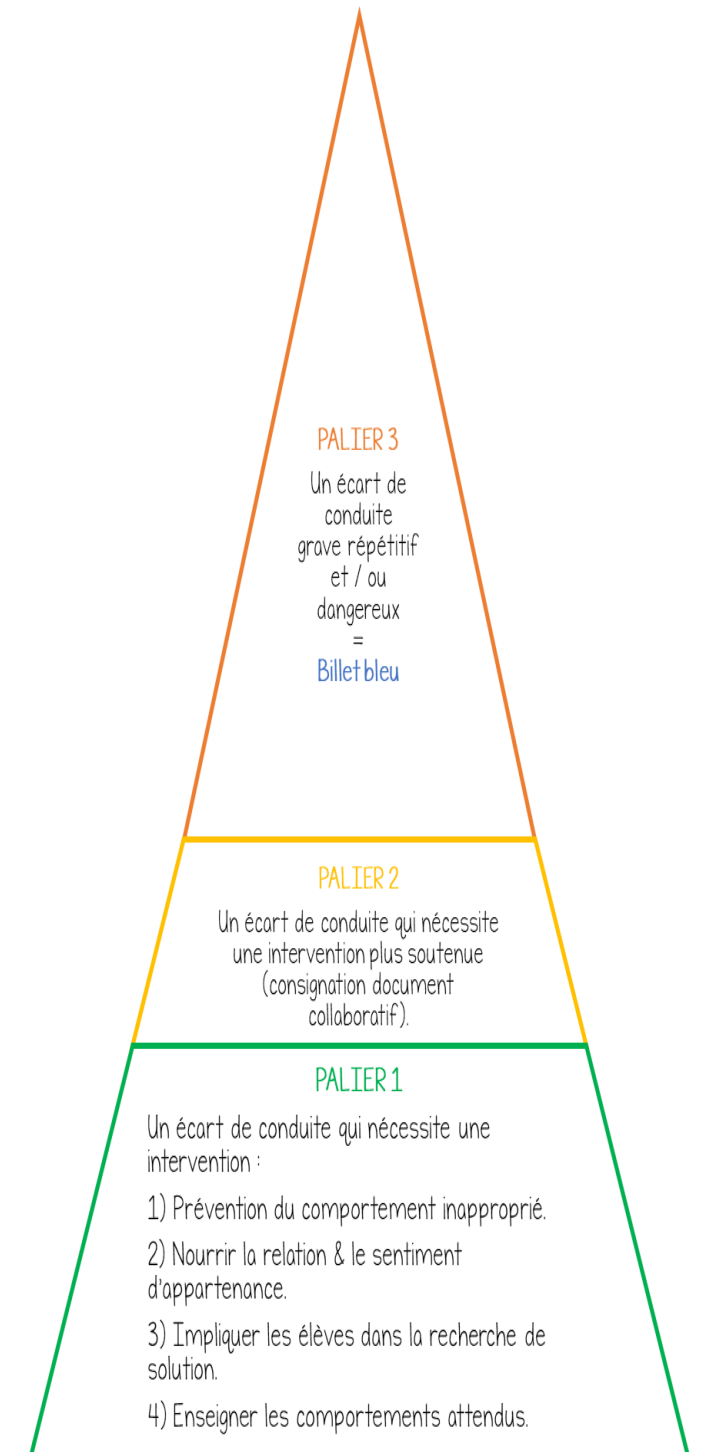 PALIER 3
Un écart de
conduite
grave répétitif
et / ou
dangereux
=
Billet bleu
PALIER 2
Un écart de conduite qui nécessite
une intervention plus soutenue
(consignation document
collaboratif).
PALIER 1
Un écart de conduite qui nécessite une
intervention :
1) Prévention du comportement inapproprié.
2) Nourrir la relation & le sentiment
d'appartenance.
3) Impliquer les élèves dans la recherche de
solution.
4) Enseigner les comportements attendus.